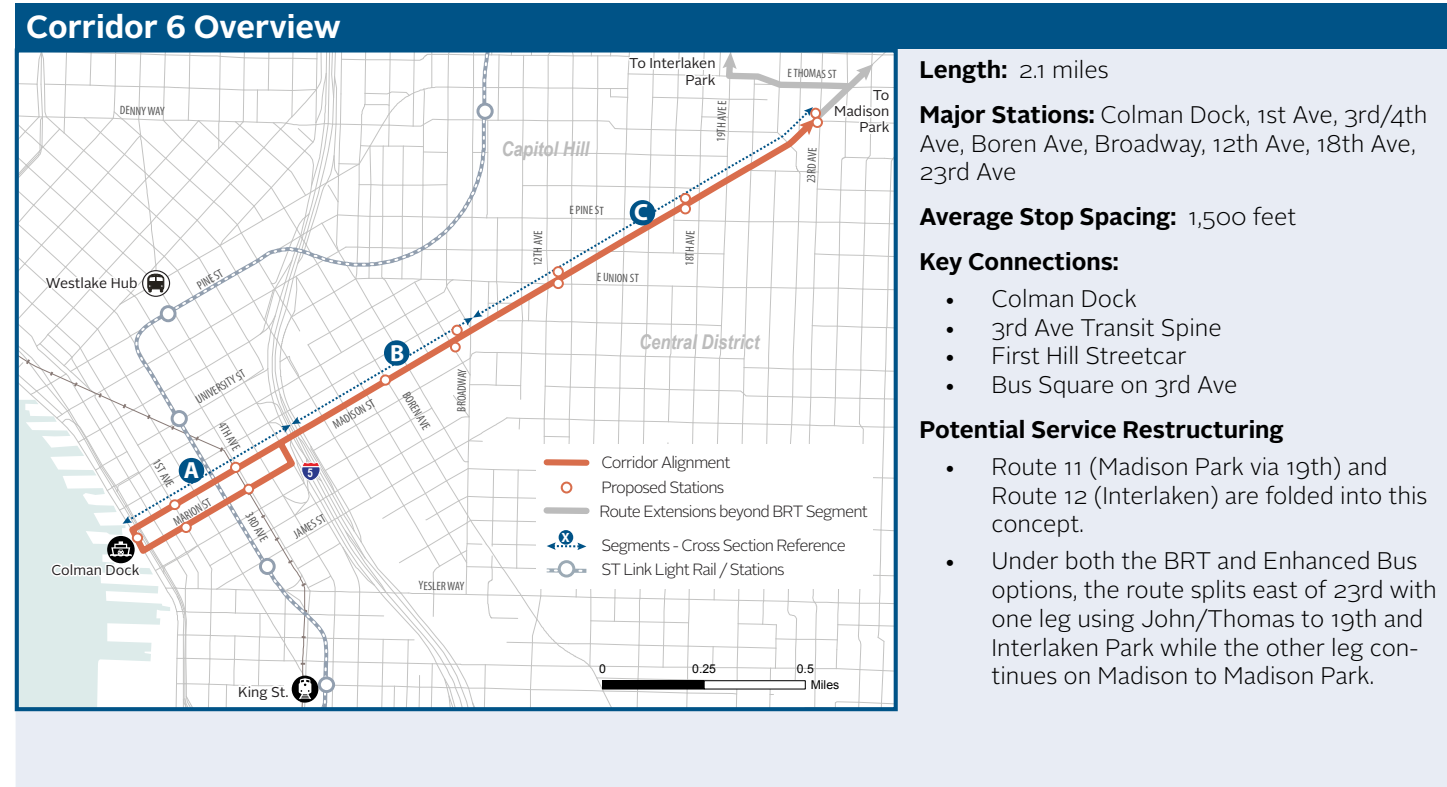 Corridor 6 Overview
To Interlaken
Park
E THOMAS ST
To
Madison
Park
DENNY WAY
19TH AVE E
Capitol Hill
23RD AVE
C
E PINE ST
12TH AVE
18TH AVE
Westlake Hub
PINE ST
E UNION ST
Central District
B
UNIVERSITY ST
MADISON ST
BOREN AVE
BROADWAY
4TH AVE
A
1ST AVE
5
MARION ST
3RD AVE
JAMES ST
Colman Dock
YESLER WAY
King St.
Corridor Alignment
Proposed Stations
Route Extensions beyond BRT Segment
X
Segments - Cross Section Reference
ST Link Light Rail / Stations
0 0.25 0.5
Miles
Length: 2.1 miles
Major Stations: Colman Dock, 1st Ave, 3rd/4th
Ave, Boren Ave, Broadway, 12th Ave, 18th Ave,
23rd Ave
Average Stop Spacing: 1,500 feet
Key Connections:
• Colman Dock
• 3rd Ave Transit Spine
• First Hill Streetcar
• Bus Square on 3rd Ave
Potential Service Restructuring
• Route 11 (Madison Park via 19th) and
Route 12 (Interlaken) are folded into this
concept.
• Under both the BRT and Enhanced Bus
options, the route splits east of 23rd with
one leg using John/Thomas to 19th and
Interlaken Park while the other leg con-
tinues on Madison to Madison Park.